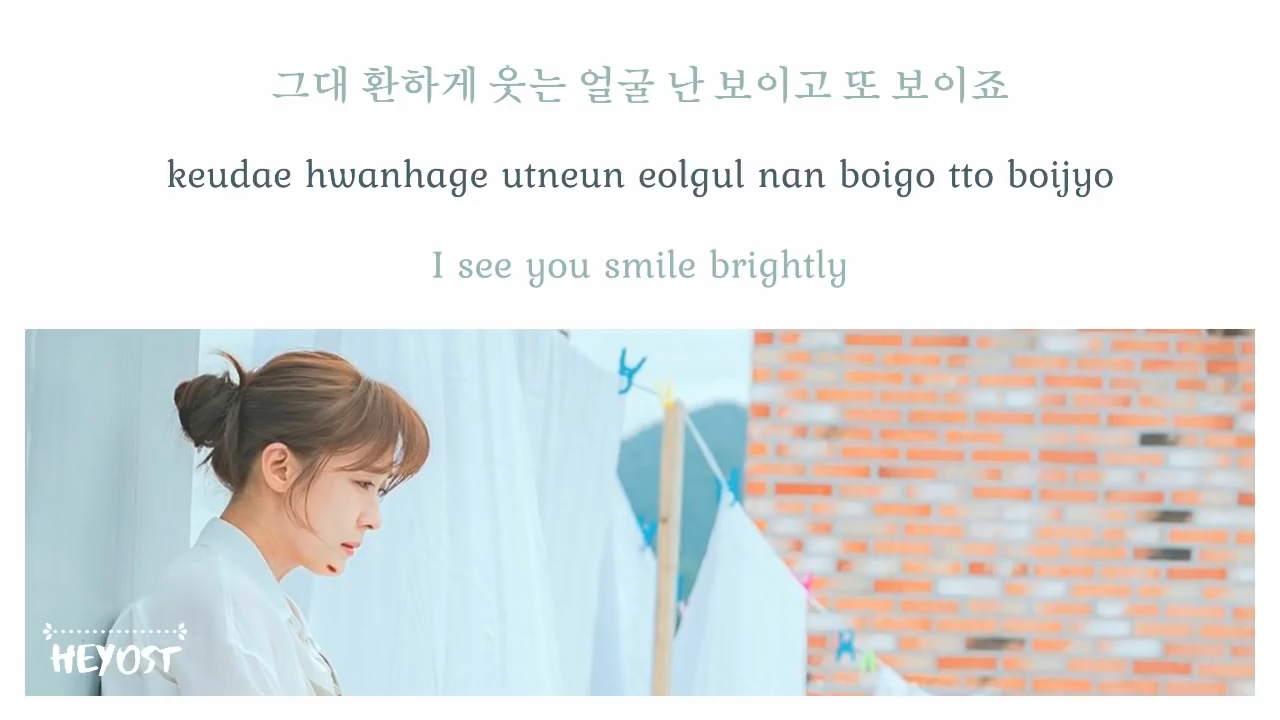 그대 환하게 웃는 얼굴 난 보이고 또 보이죠
keudae hwanhage utneun eolgul nan boigo tto boijyo
I see you smile brightly
HEYOST